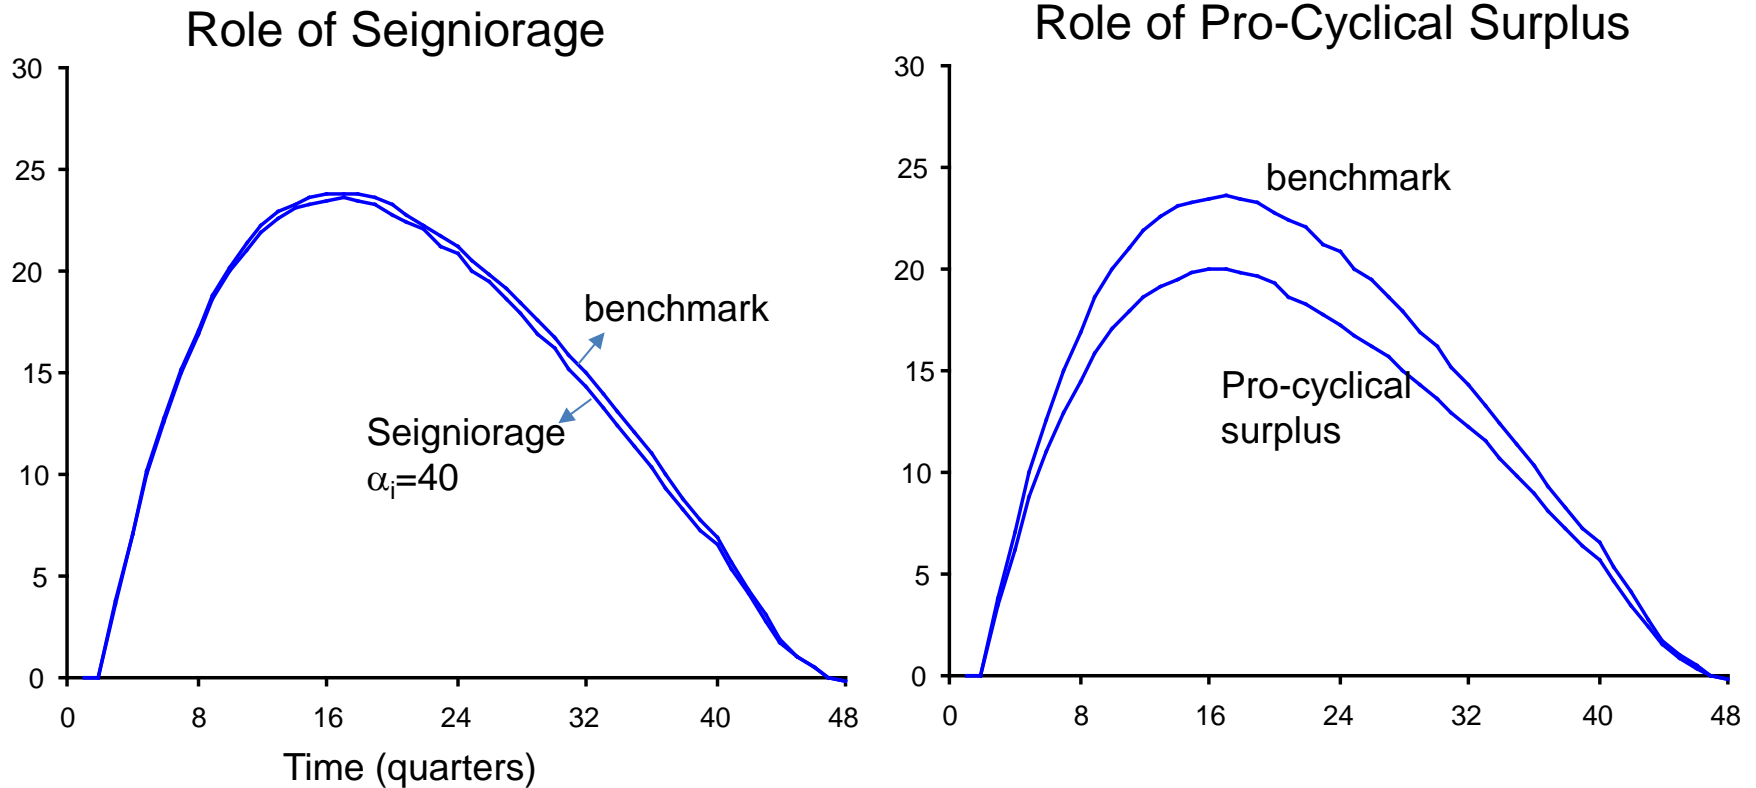 Role of Seigniorage
30
25
20
15
10
5
0
benchmark
Seigniorage
αi=40
0 8 16 24 32 40 48
Time (quarters)
Role of Pro-Cyclical Surplus
30
25
20
15
10
5
0
benchmark
Pro-cyclical
surplus
0 8 16 24 32 40 48